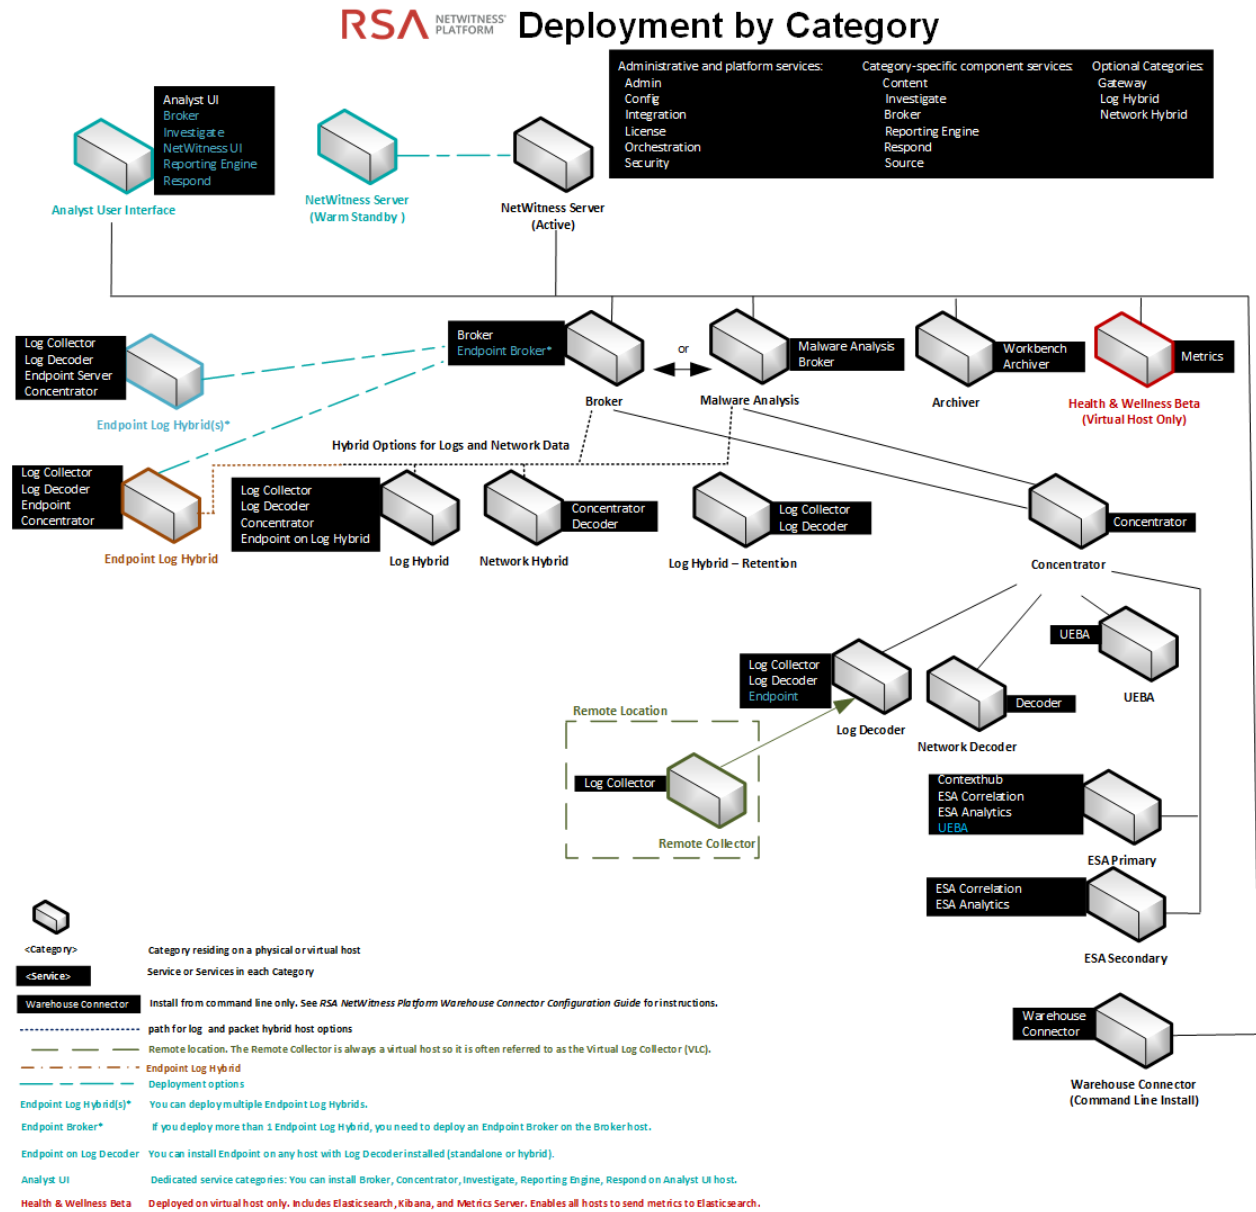 RSA NETWITNESS® PLATFORM Deployment by Category
Administrative and platform services:
Admin
Config
Integration
License
Orchestration
Security
Category-specific component services:
Content
Investigate
Broker
Reporting Engine
Respond
Source
Optional Categories:
Gateway
Log Hybrid
Network Hybrid
Analyst UI
Broker
Investigate
NetWitness UI
Reporting Engine
Respond
Analyst User Interface
NetWitness Server
(Warm Standby )
NetWitness Server
(Active)
Log Collector
Log Decoder
Endpoint Server
Concentrator
Endpoint Log Hybrid(s)*
Broker
Endpoint Broker*
Broker
or
Malware Analysis
Broker
Malware Analysis
Workbench
Archiver
Archiver
Metrics
Health & Wellness Beta
(Virtual Host Only)
Hybrid Options for Logs and Network Data
Log Collector
Log Decoder
Endpoint
Concentrator
Endpoint Log Hybrid
Log Collector
Log Decoder
Concentrator
Endpoint on Log Hybrid
Log Hybrid
Concentrator
Decoder
Network Hybrid
Log Collector
Log Decoder
Log Hybrid – Retention
Concentrator
Concentrator
UEBA
UEBA
Log Collector
Log Decoder
Endpoint
Log Decoder
Decoder
Network Decoder
Remote Location
Log Collector
Remote Collector
Contexthub
ESA Correlation
ESA Analytics
UEBA
ESA Primary
ESA Correlation
ESA Analytics
ESA Secondary
Warehouse
Connector
Warehouse Connector
(Command Line Install)
<Category> Category residing on a physical or virtual host
<Service> Service or Services in each Category
Warehouse Connector Install from command line only. See RSA NetWitness Platform Warehouse Connector Configuration Guide for instructions.
path for log and packet hybrid host options
Remote location. The Remote Collector is always a virtual host so it is often referred to as the Virtual Log Collector (VLC).
Endpoint Log Hybrid
Deployment options
Endpoint Log Hybrid(s)* You can deploy multiple Endpoint Log Hybrids.
Endpoint Broker* If you deploy more than 1 Endpoint Log Hybrid, you need to deploy an Endpoint Broker on the Broker host.
Endpoint on Log Decoder You can install Endpoint on any host with Log Decoder installed (standalone or hybrid).
Analyst UI Dedicated service categories: You can install Broker, Concentrator, Investigate, Reporting Engine, Respond on Analyst UI host.
Health & Wellness Beta Deployed on virtual host only. Includes Elasticsearch, Kibana, and Metrics Server. Enables all hosts to send metrics to Elasticsearch.